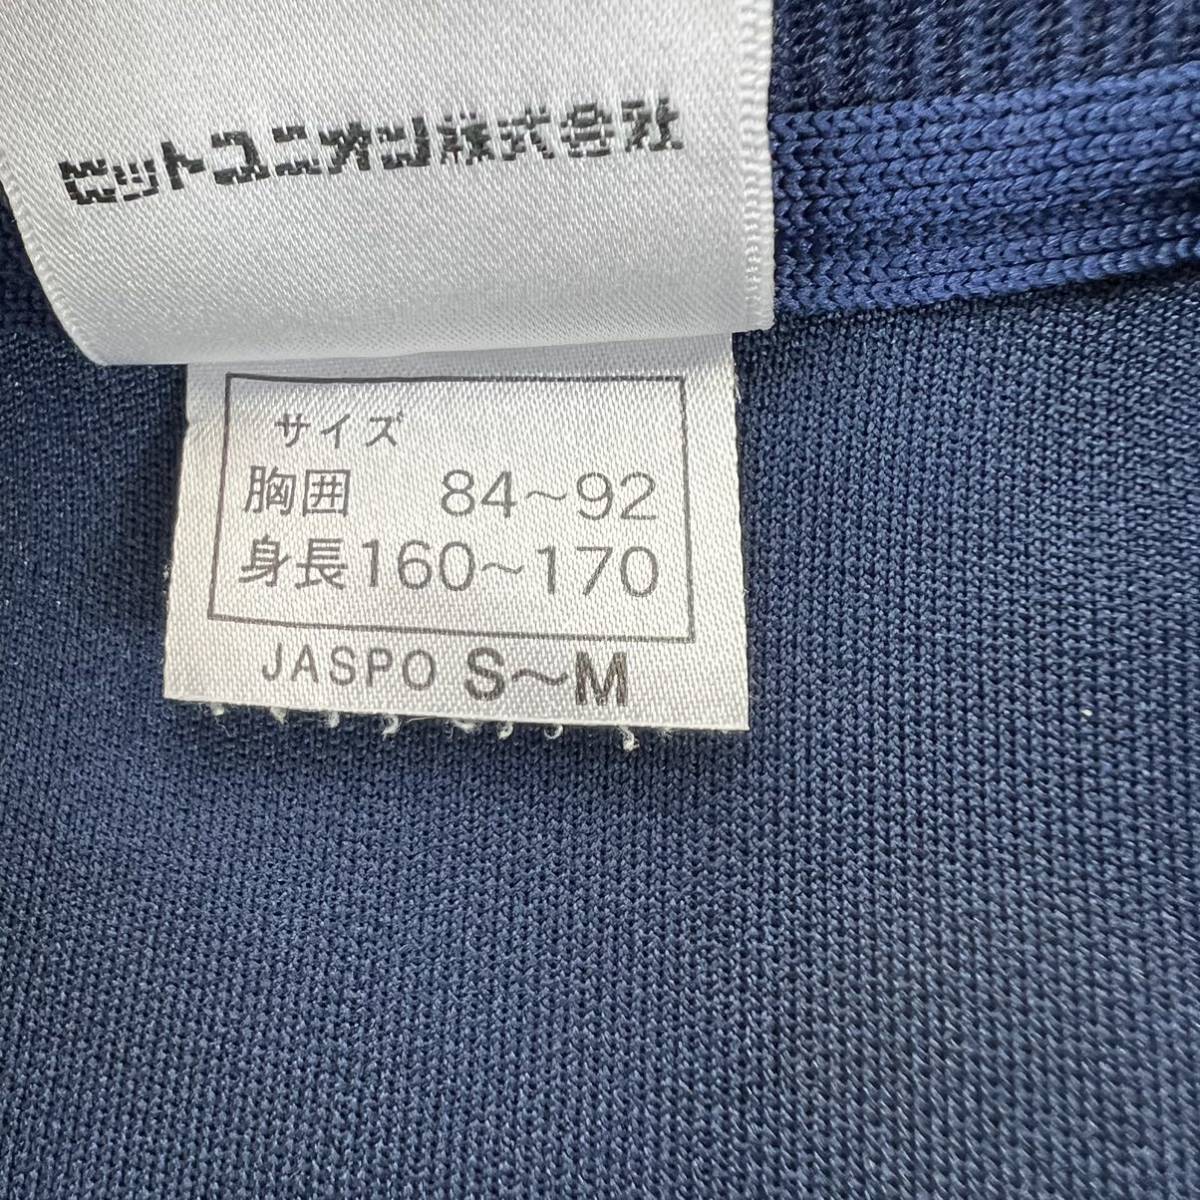 ヒットユニオン株式会社
サイズ
胸囲 84～92
身長160～170
JASPO S～M